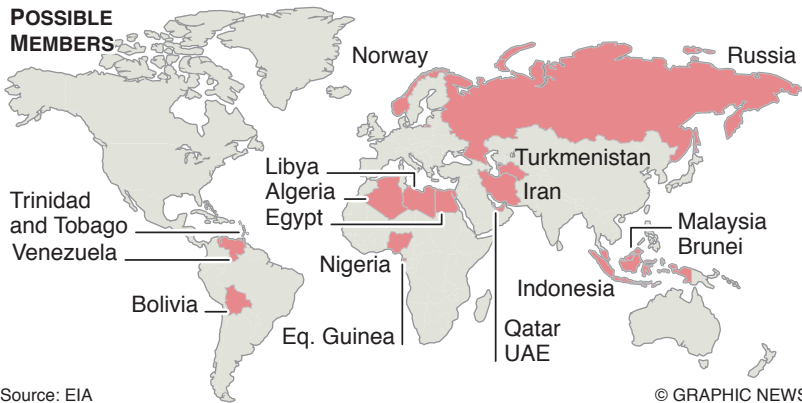 POSSIBLE
MEMBERS
Norway
Russia
Turkmenistan
Libya
Algeria
Egypt
Iran
Trinidad
and Tobago
Venezuela
Malaysia
Brunei
Nigeria
Indonesia
Bolivia
Eq. Guinea
Qatar
UAE
Source: EIA
© GRAPHIC NEWS